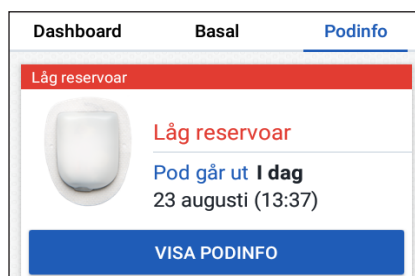 Dashboard Basal Podinfo
Låg reservoar
Låg reservoar
Pod går ut I dag
23 augusti (13:37)
VISA PODINFO